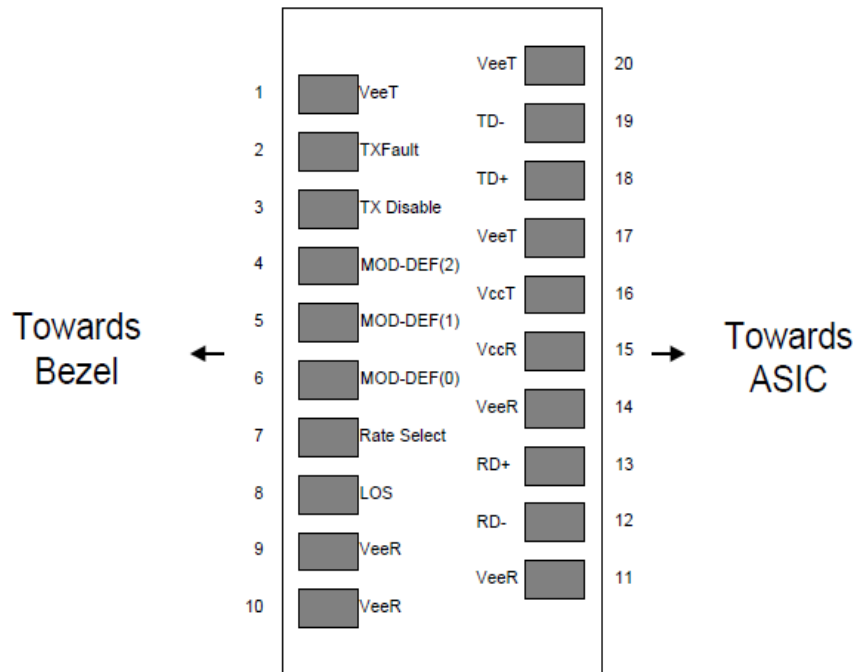 VeeT 20
1 VeeT
TD- 19
2 TXFault
TD+ 18
3 TX Disable
VeeT 17
4 MOD-DEF(2)
VccT 16
5 MOD-DEF(1)
Towards
Bezel
VccR 15
Towards
ASIC
6 MOD-DEF(0)
VeeR 14
7 Rate Select
RD+ 13
8 LOS
RD- 12
9 VeeR
VeeR 11
10 VeeR